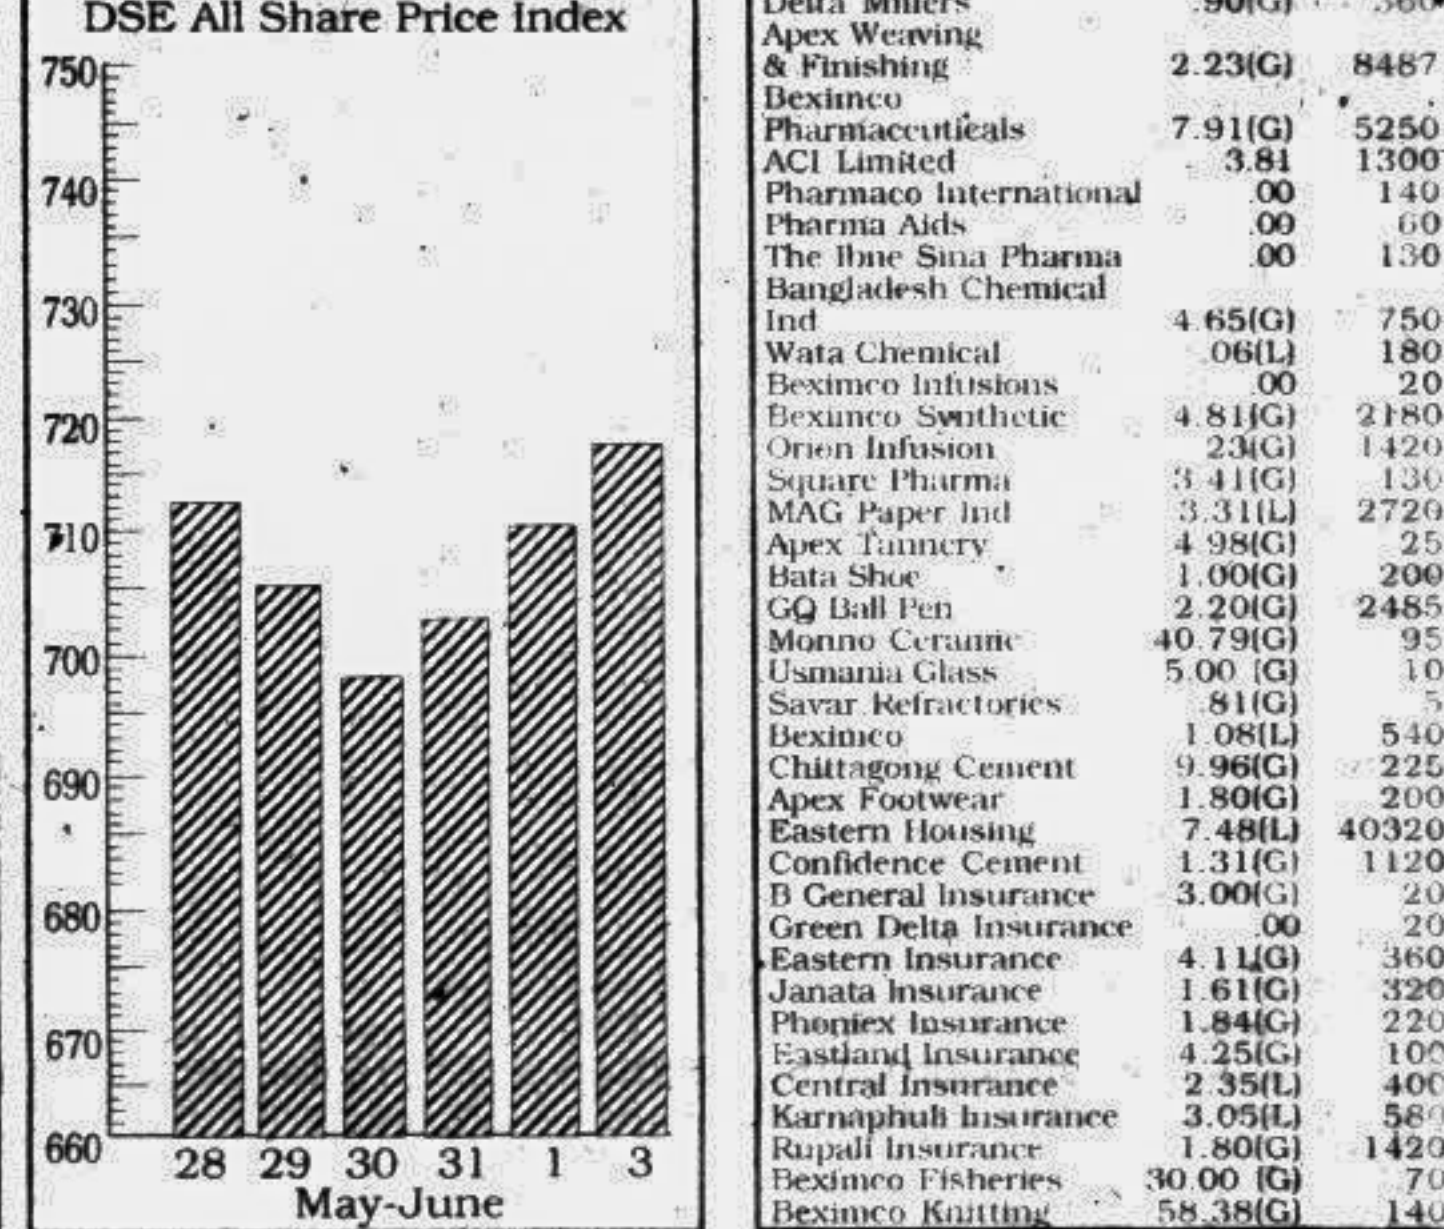 DSE All Share Price Index
750
740
730
720
710
700
690
680
670
660
28 29 30 31 1 3
May-June
Delta Millers .90(G)
Apex Weaving
& Finishing 2.23(G) 8487
Beximco
Pharmaceuticals 7.91(G) 5250
ACI Limited 3.81 1300
Pharmaco International .00 140
Pharma Aids .00 60
The Ibne Sina Pharma .00 130
Bangladesh Chemical
Ind 4.65(G) 750
Wata Chemical .06(L) 180
Beximco Infusions .00 20
Beximco Synthetic 4.81(G) 2180
Orion Infusion 23(G) 1420
Square Pharma 3.41(G) 130
MAG Paper Ind 3.31(L) 2720
Apex Tannery 4.98(G) 25
Bata Shoe 1.00(G) 200
GQ Ball Pen 2.20(G) 2485
Monno Ceramic 40.79(G) 95
Usmania Glass 5.00 (G) 10
Savar Refractories .81(G) 5
Beximco 1.08(L) 540
Chittagong Cement 9.96(G) 225
Apex Footwear 1.80(G) 200
Eastern Housing 7.48(L) 40320
Confidence Cement 1.31(G) 1120
B General Insurance 3.00(G) 20
Green Delta Insurance .00 20
Eastern Insurance 4.11(G) 360
Janata Insurance 1.61(G) 320
Phoniex Insurance 1.84(G) 220
Eastland Insurance 4.25(G) 100
Central Insurance 2.35(L) 400
Karnaphuli Insurance 3.05(L) 580
Rupali Insurance 1.80(G) 1420
Beximco Fisheries 30.00 (G) 70
Beximco Knitting 58.38(G) 140